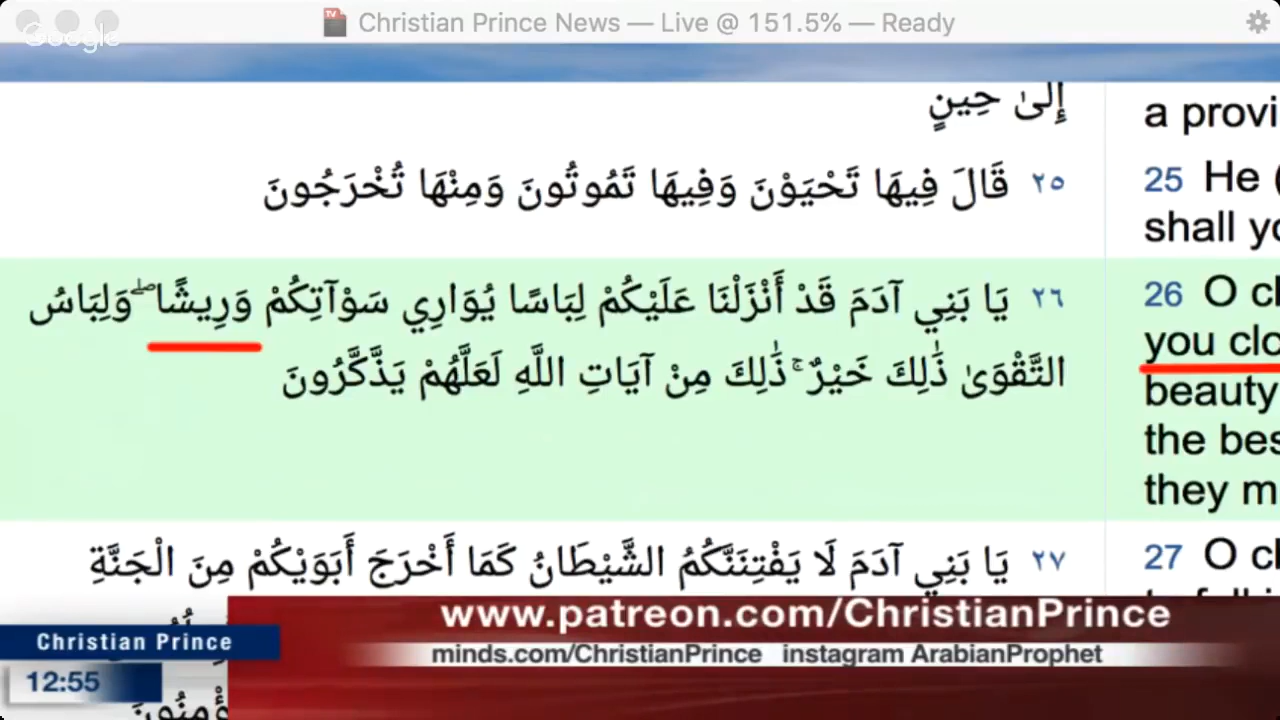 Christian Prince News — Live @ 151.5% — Ready
Google
إِلَىٰ حِينٍ
٢٥ قَالَ فِيهَا تَحْيَوْنَ وَفِيهَا تَمُوتُونَ وَمِنْهَا تُخْرَجُونَ
٢٦ يَا بَنِي آدَمَ قَدْ أَنْزَلْنَا عَلَيْكُمْ لِبَاسًا يُوَارِي سَوْآتِكُمْ وَرِيشًا ۖ وَلِبَاسُ
التَّقْوَىٰ ذَٰلِكَ خَيْرٌ ۚ ذَٰلِكَ مِنْ آيَاتِ اللَّهِ لَعَلَّهُمْ يَذَّكَّرُونَ
٢٧ يَا بَنِي آدَمَ لَا يَفْتِنَنَّكُمُ الشَّيْطَانُ كَمَا أَخْرَجَ أَبَوَيْكُمْ مِنَ الْجَنَّةِ
a provi
25 He (
shall yo
26 O cl
you clo
beauty
the bes
they m
27 O cl
www.patreon.com/ChristianPrince
Christian Prince
minds.com/ChristianPrince instagram ArabianProphet
12:55